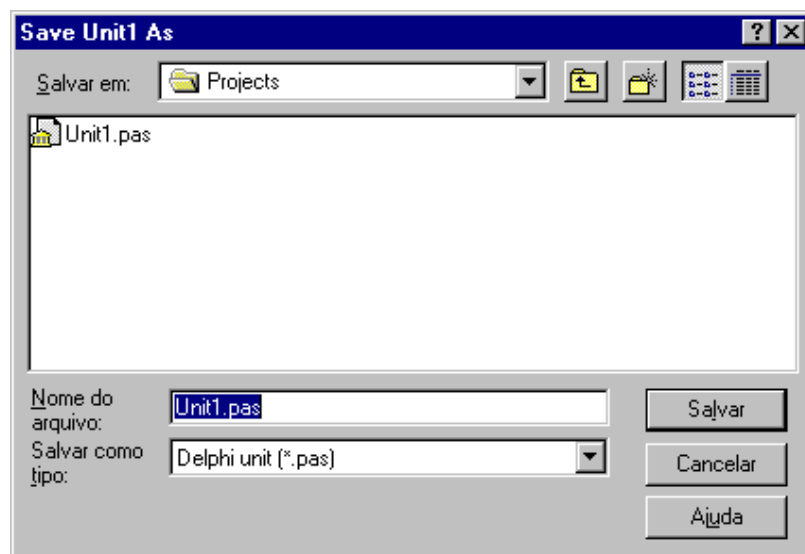 Save Unit1 As
Salvar em: Projects
Unit1.pas
Nome do
arquivo:
Unit1.pas
Salvar
Salvar como
tipo:
Delphi unit (*.pas)
Cancelar
Ajuda